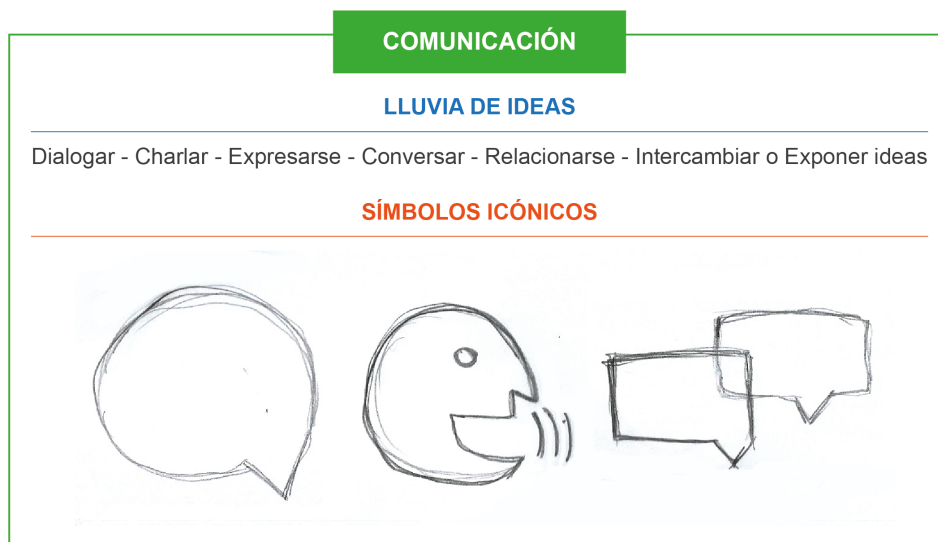 COMUNICACIÓN
LLUVIA DE IDEAS
Dialogar - Charlar - Expresarse - Conversar - Relacionarse - Intercambiar o Exponer ideas
SÍMBOLOS ICÓNICOS